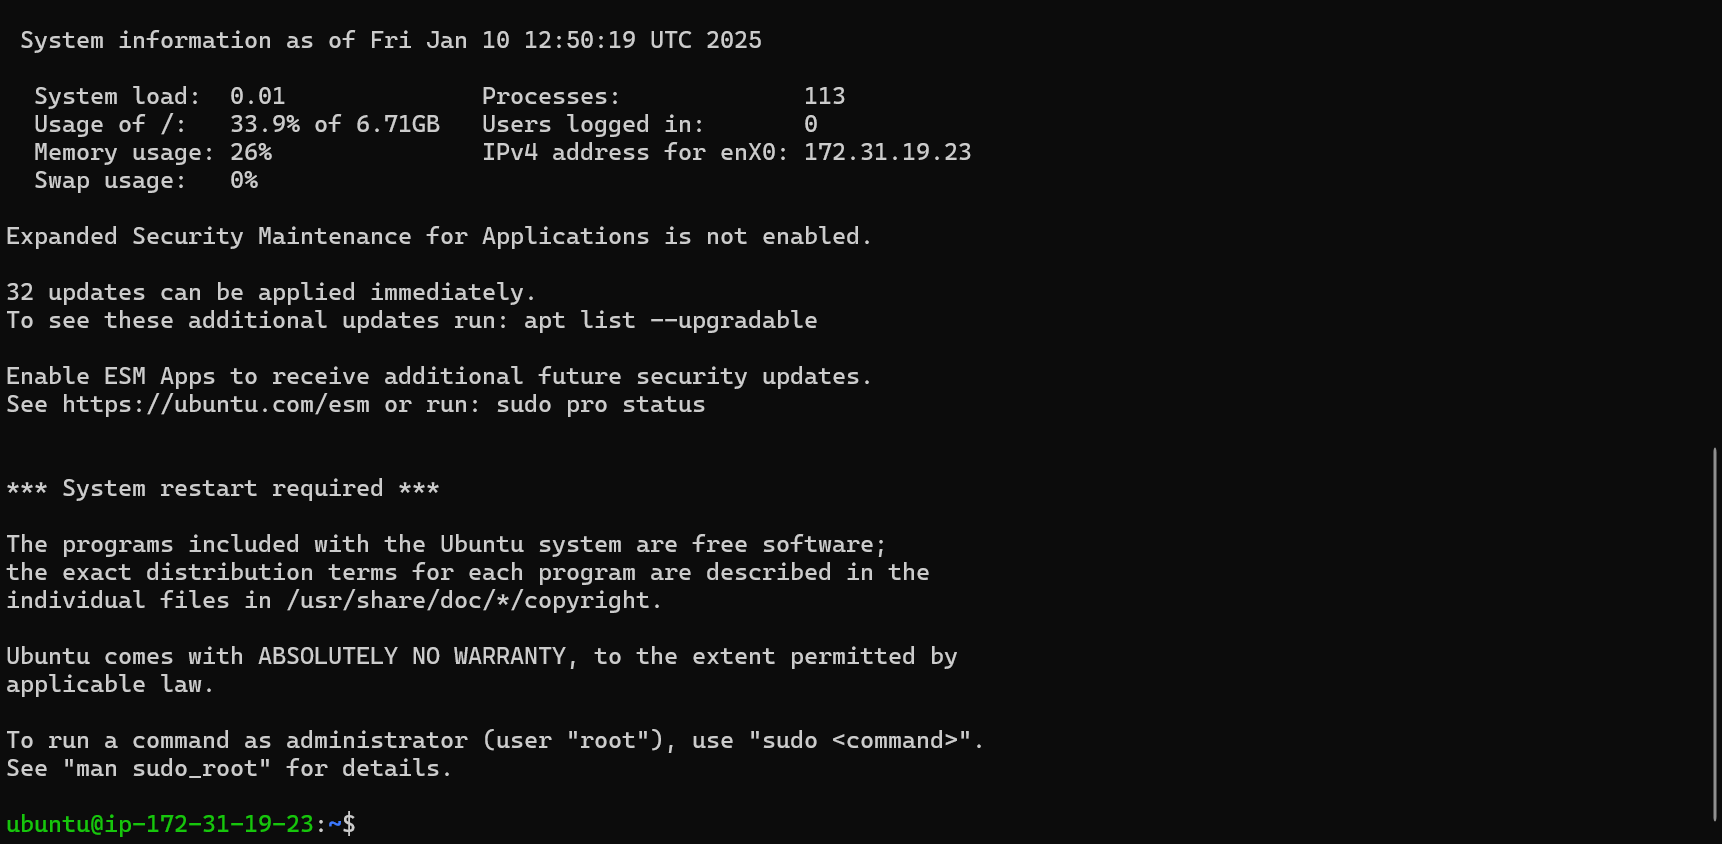 System information as of Fri Jan 10 12:50:19 UTC 2025
System load:  0.01              Processes:             113
Usage of /:   33.9% of 6.71GB   Users logged in:       0
Memory usage: 26%               IPv4 address for enX0: 172.31.19.23
Swap usage:   0%
Expanded Security Maintenance for Applications is not enabled.
32 updates can be applied immediately.
To see these additional updates run: apt list --upgradable
Enable ESM Apps to receive additional future security updates.
See https://ubuntu.com/esm or run: sudo pro status
*** System restart required ***
The programs included with the Ubuntu system are free software;
the exact distribution terms for each program are described in the
individual files in /usr/share/doc/*/copyright.
Ubuntu comes with ABSOLUTELY NO WARRANTY, to the extent permitted by
applicable law.
To run a command as administrator (user "root"), use "sudo <command>".
See "man sudo_root" for details.
ubuntu@ip-172-31-19-23:~$